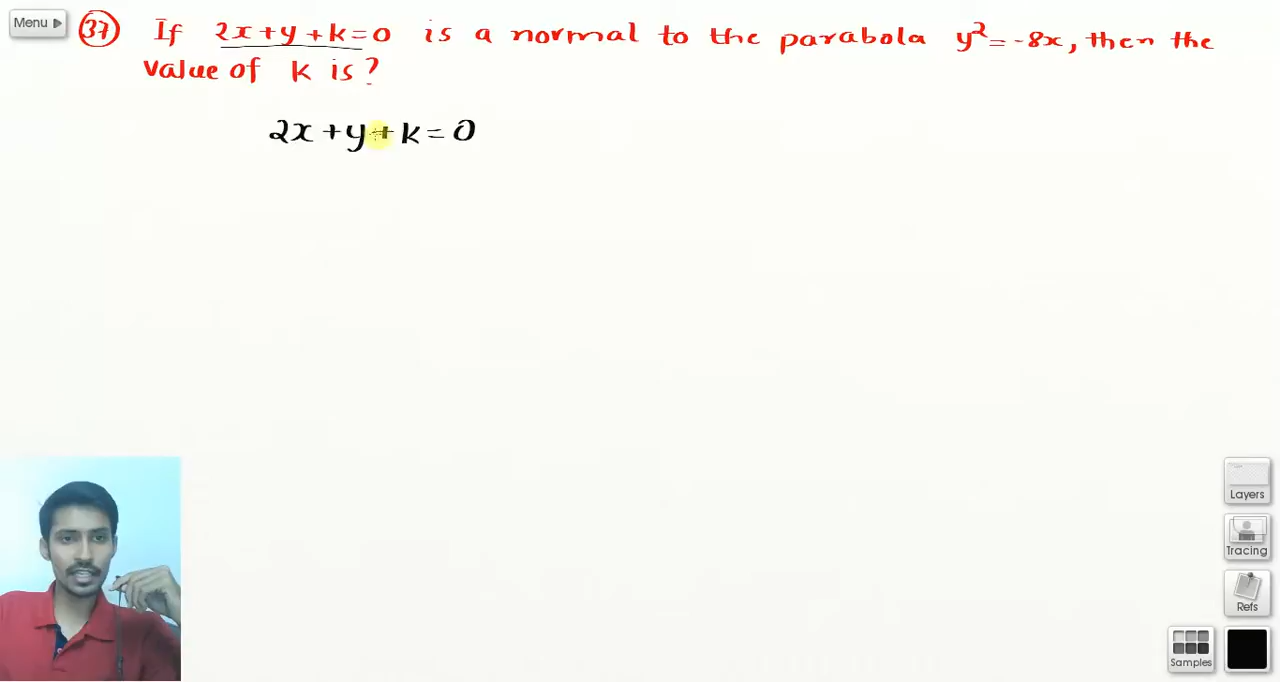 Menu
37 If 2x+y+k=0 is a normal to the parabola y²=-8x, then the
value of k is?
2x+y+k=0
Layers
Tracing
Refs
Samples